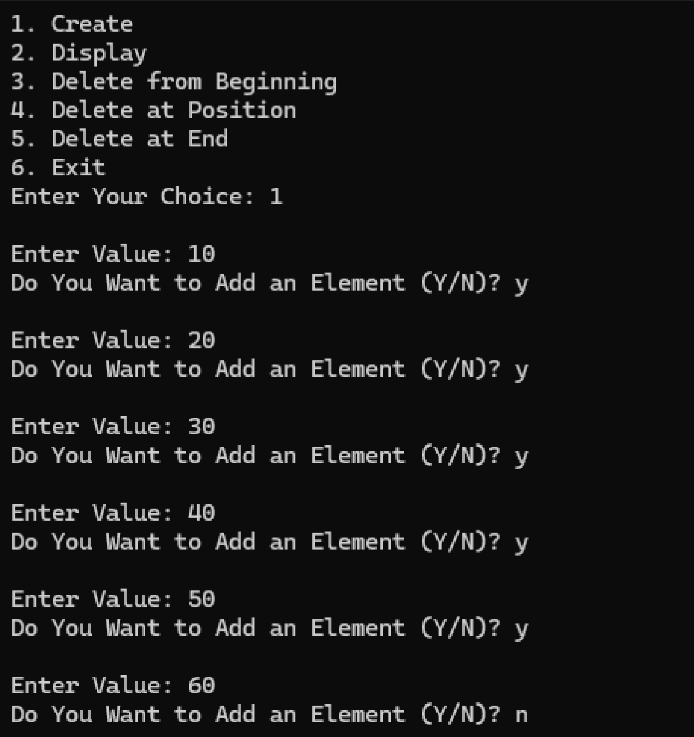 1. Create
2. Display
3. Delete from Beginning
4. Delete at Position
5. Delete at End
6. Exit
Enter Your Choice: 1
Enter Value: 10
Do You Want to Add an Element (Y/N)? y
Enter Value: 20
Do You Want to Add an Element (Y/N)? y
Enter Value: 30
Do You Want to Add an Element (Y/N)? y
Enter Value: 40
Do You Want to Add an Element (Y/N)? y
Enter Value: 50
Do You Want to Add an Element (Y/N)? y
Enter Value: 60
Do You Want to Add an Element (Y/N)? n